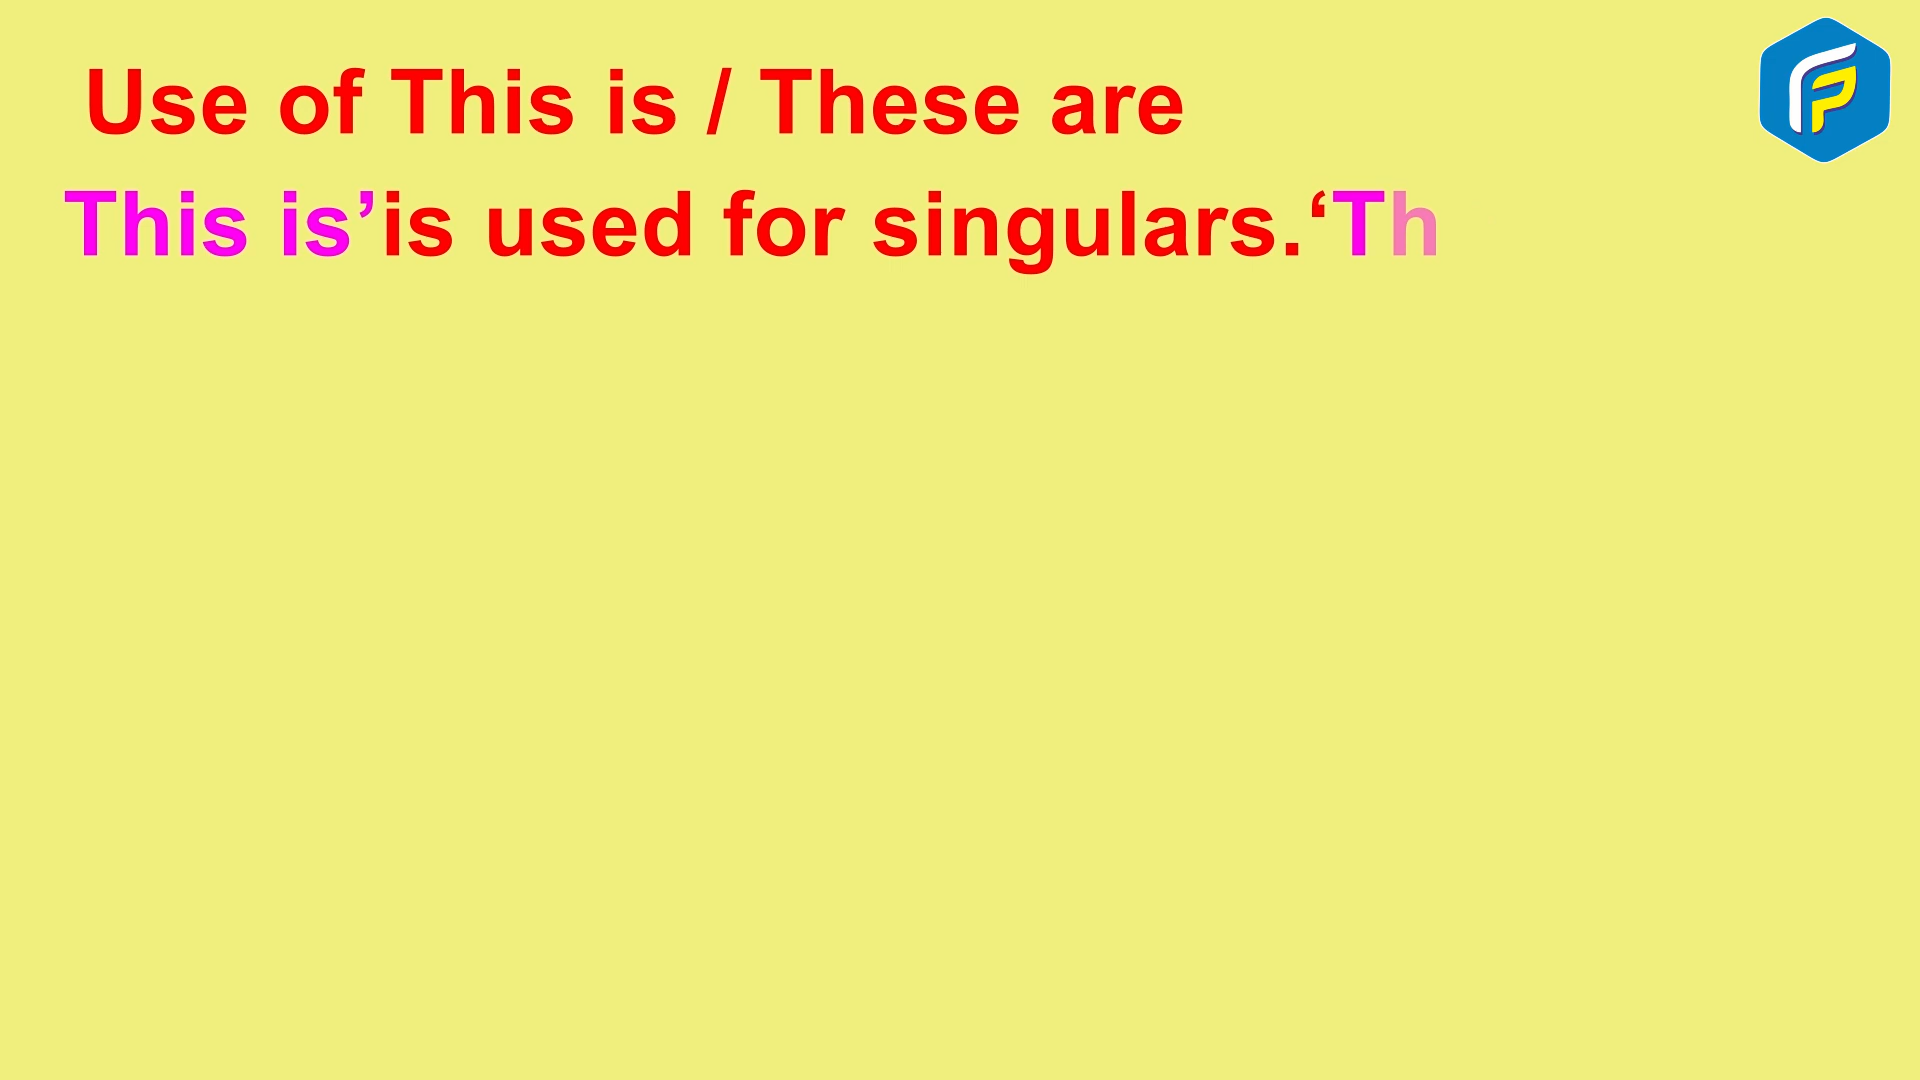 Use of This is / These are
This is’is used for singulars.‘Th